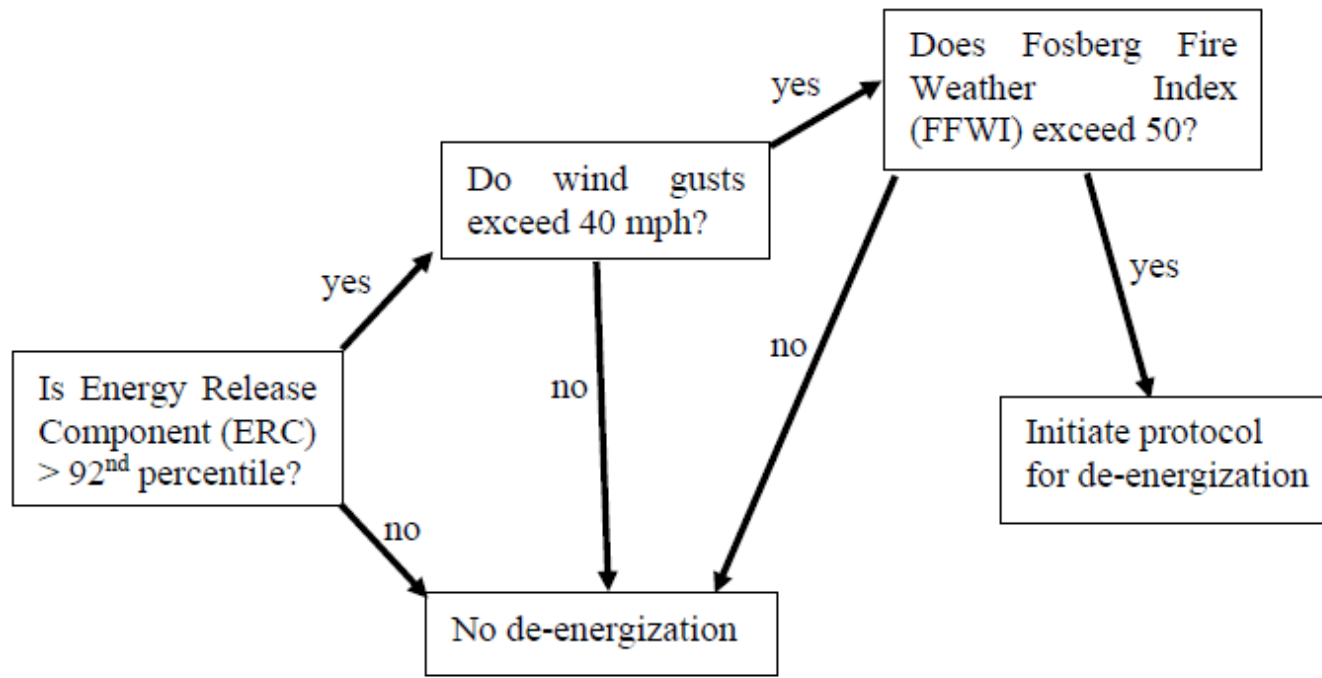 Does Fosberg Fire
Weather Index
(FFWI) exceed 50?
yes
Do wind gusts
exceed 40 mph?
yes
yes
no
no
Is Energy Release
Component (ERC)
> 92nd percentile?
Initiate protocol
for de-energization
no
No de-energization